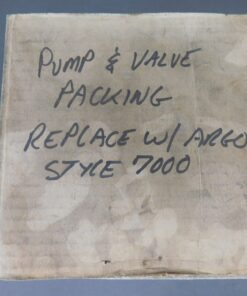 PUMP & VALVE
PACKING
REPLACE W/ ARGO
STYLE 7000